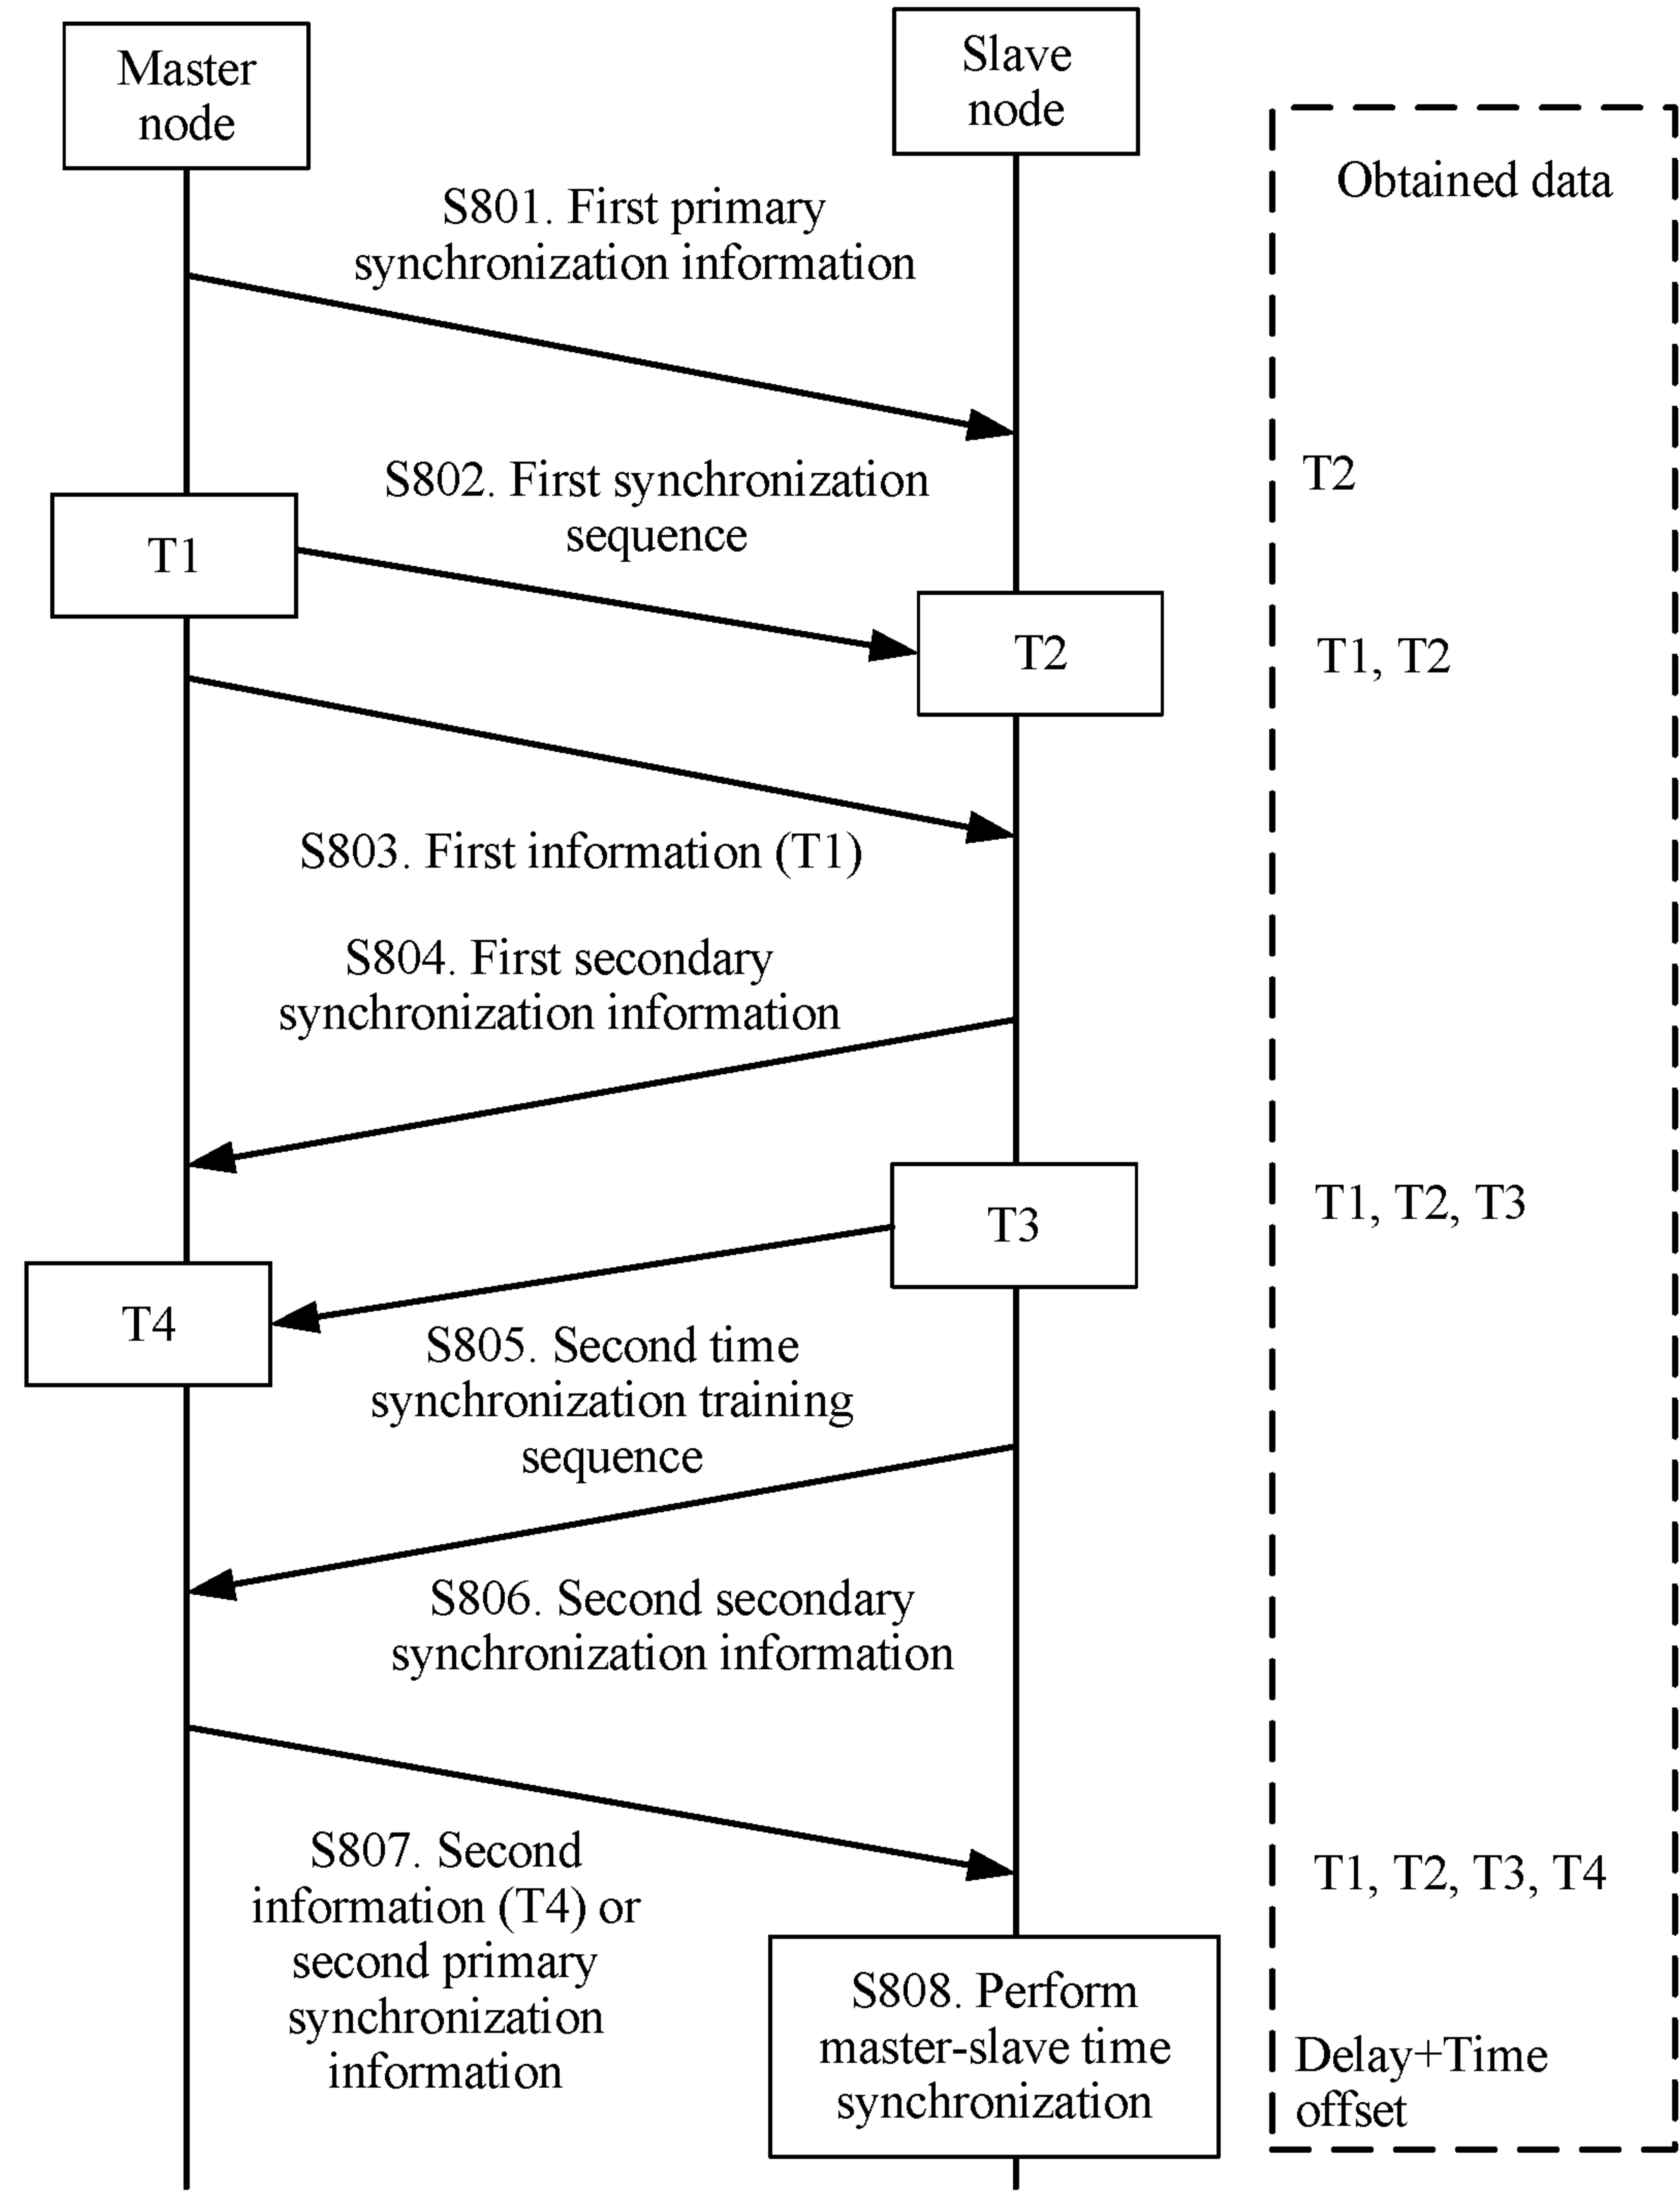 Master
node
Slave
node
Obtained data
S801. First primary
synchronization information
T2
S802. First synchronization
sequence
T1
T2
T1, T2
S803. First information (T1)
S804. First secondary
synchronization information
T3
T1, T2, T3
T4
S805. Second time
synchronization training
sequence
S806. Second secondary
synchronization information
S807. Second
information (T4) or
second primary
synchronization
information
T1, T2, T3, T4
S808. Perform
master-slave time
synchronization
Delay+Time
offset